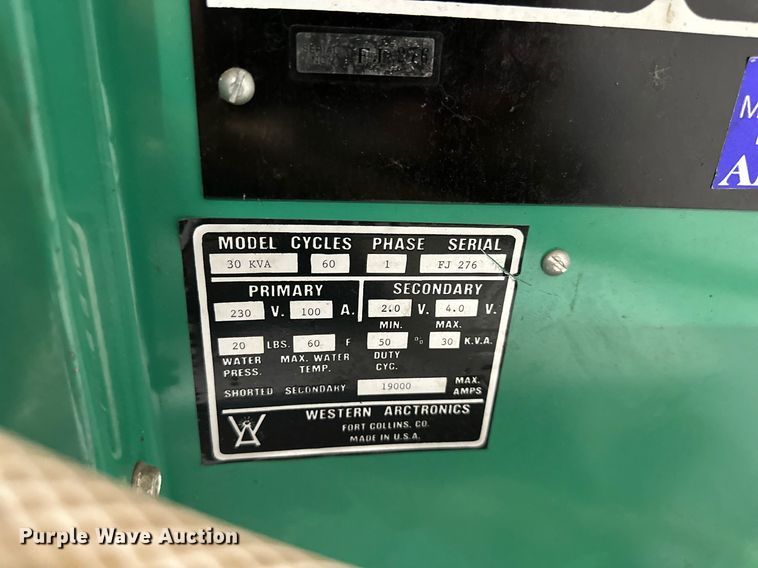 SERIAL
MODEL CYCLES PHASE SERIAL
30 KVA 60 1 FJ 276
PRIMARY SECONDARY
230 V. 100 A. 2.0 V. 4.0 V.
MIN. MAX.
20 LBS. 60 F 50 % 30 K.V.A.
WATER PRESS. MAX. WATER TEMP. DUTY CYC.
SHORTED SECONDARY 19000 MAX. AMPS
WESTERN ARCTRONICS
FORT COLLINS, CO.
MADE IN U.S.A.
Purple Wave Auction